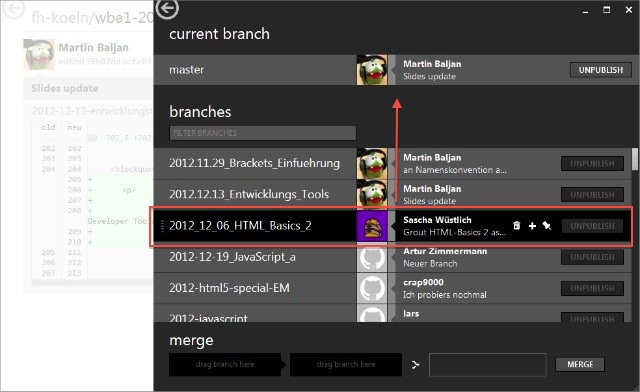 fh-koeln/wba1-20
Martin Baljan
Slides update
2012-12-13-entwicklungst
old new
@@ -202,6 +202
202 202
203 203
204 204 <blockquot
205 +
206 + <p>
207 +
208 +
Developer Too
209 +
210 +
205 211
206 212
207 213
current branch
master
Martin Baljan
Slides update
UNPUBLISH
branches
FILTER BRANCHES
2012.11.29_Brackets_Einfuehrung
Martin Baljan
an Namenskonvention a...
UNPUBLISH
2012.12.13_Entwicklungs_Tools
Martin Baljan
Slides update
UNPUBLISH
2012_12_06_HTML_Basics_2
Sascha Wüstlich
Grout HTML-Basics 2 as...
UNPUBLISH
2012-12-19_JavaScript_a
Artur Zimmermann
Neuer Branch
UNPUBLISH
2012-html5-special-EM
crap9000
Ich probiers nochmal
UNPUBLISH
2012-javascript
lars
UNPUBLISH
merge
drag branch here
drag branch here
MERGE